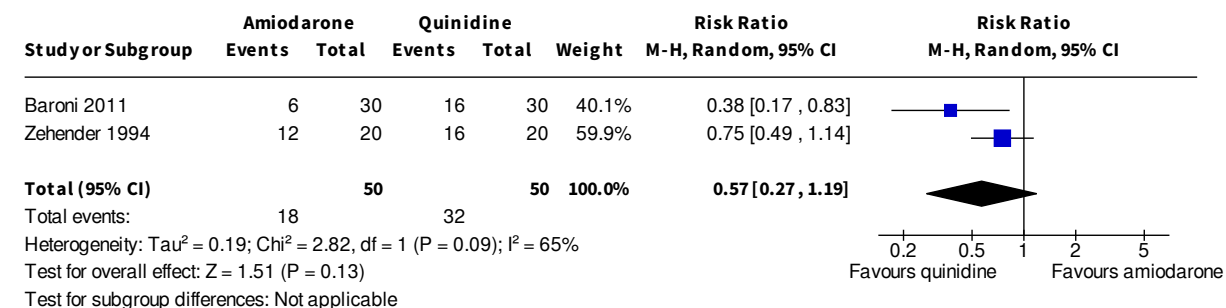 Amiodarone Quinidine Risk Ratio Risk Ratio
Study or Subgroup Events Total Events Total Weight M-H, Random, 95% CI M-H, Random, 95% CI
Baroni 2011 6 30 16 30 40.1% 0.38 [0.17 , 0.83]
Zehender 1994 12 20 16 20 59.9% 0.75 [0.49 , 1.14]
Total (95% CI) 50 50 100.0% 0.57 [0.27 , 1.19]
Total events: 18 32
Heterogeneity: Tau² = 0.19; Chi² = 2.82, df = 1 (P = 0.09); I² = 65%
0.2 0.5 1 2 5
Test for overall effect: Z = 1.51 (P = 0.13)
Favours quinidine Favours amiodarone
Test for subgroup differences: Not applicable